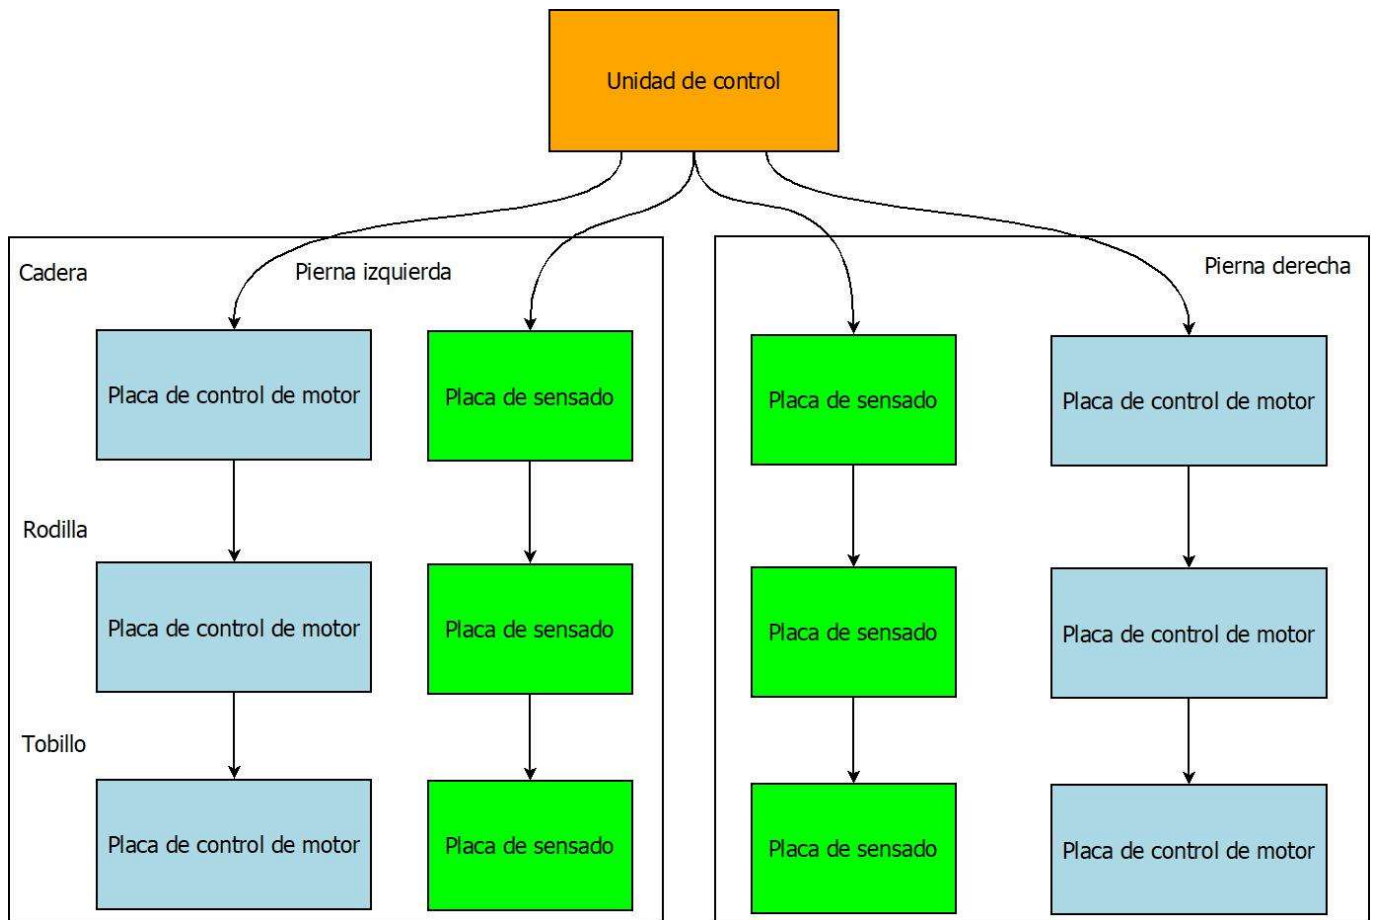 Unidad de control
Cadera
Pierna izquierda
Pierna derecha
Placa de control de motor
Placa de sensado
Placa de sensado
Placa de control de motor
Rodilla
Placa de control de motor
Placa de sensado
Placa de sensado
Placa de control de motor
Tobillo
Placa de control de motor
Placa de sensado
Placa de sensado
Placa de control de motor